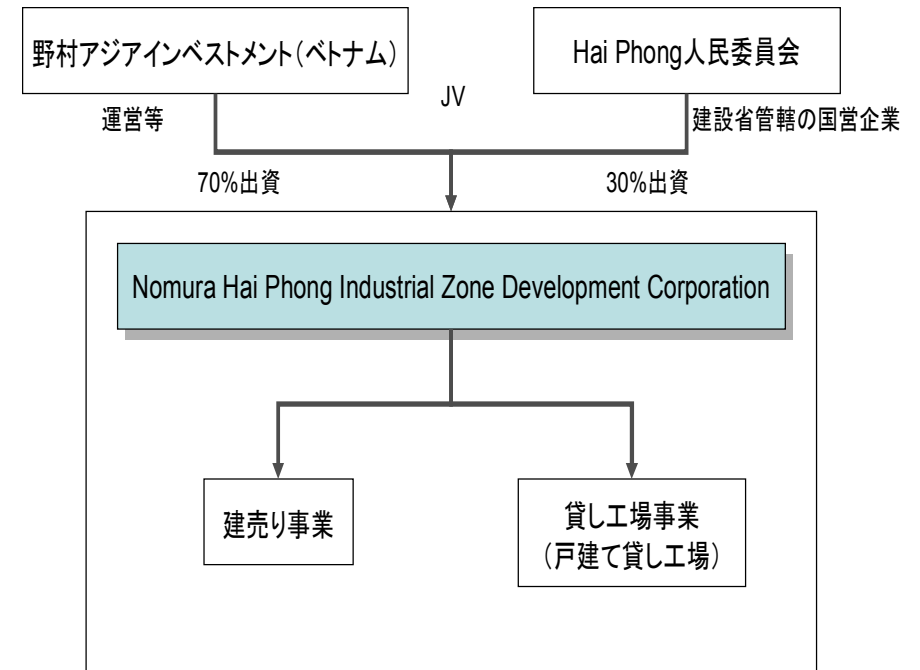 野村アジアインベストメント（ベトナム）
Hai Phong人民委員会
JV
運営等
建設省管轄の国営企業
70%出資
30%出資
Nomura Hai Phong Industrial Zone Development Corporation
建売り事業
貸し工場事業
（戸建て貸し工場）